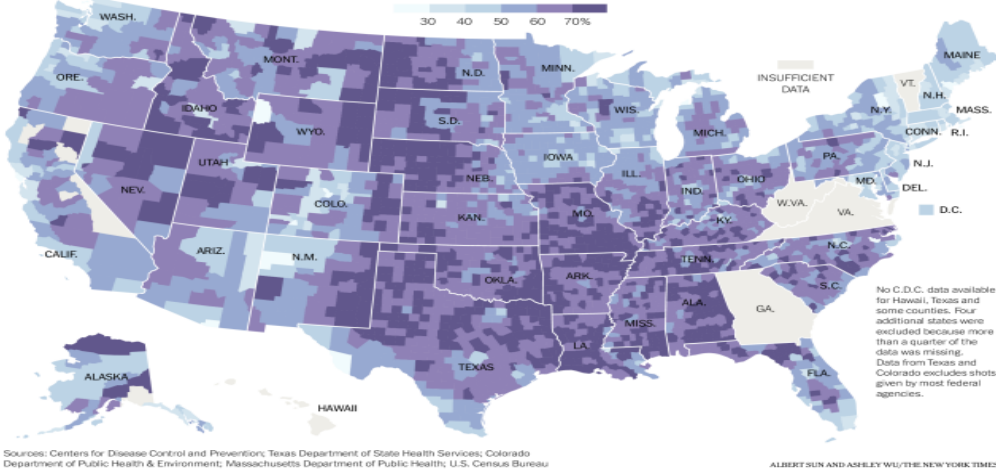 30 40 50 60 70%
WASH.
MONT.
N.D.
MINN.
MAINE
ORE.
INSUFFICIENT
DATA
VT.
N.H.
IDAHO
WIS.
N.Y.
MASS.
S.D.
WYO.
MICH.
CONN.
R.I.
IOWA
PA.
UTAH
N.J.
NEB.
ILL.
OHIO
NEV.
IND.
MD.
DEL.
COLO.
W.VA.
D.C.
KAN.
MO.
VA.
KY.
N.C.
CALIF.
ARIZ.
N.M.
TENN.
OKLA.
ARK.
S.C.
No C.D.C. data available
for Hawaii, Texas and
some counties. Four
additional states were
excluded because more
than a quarter of the
data was missing.
Data from Texas and
Colorado excludes shots
given by most federal
agencies.
ALA.
GA.
MISS.
LA.
TEXAS
FLA.
ALASKA
HAWAII
Sources: Centers for Disease Control and Prevention; Texas Department of State Health Services; Colorado
Department of Public Health & Environment; Massachusetts Department of Public Health; U.S. Census Bureau
ALBERT SUN AND ASHLEY WU/THE NEW YORK TIMES